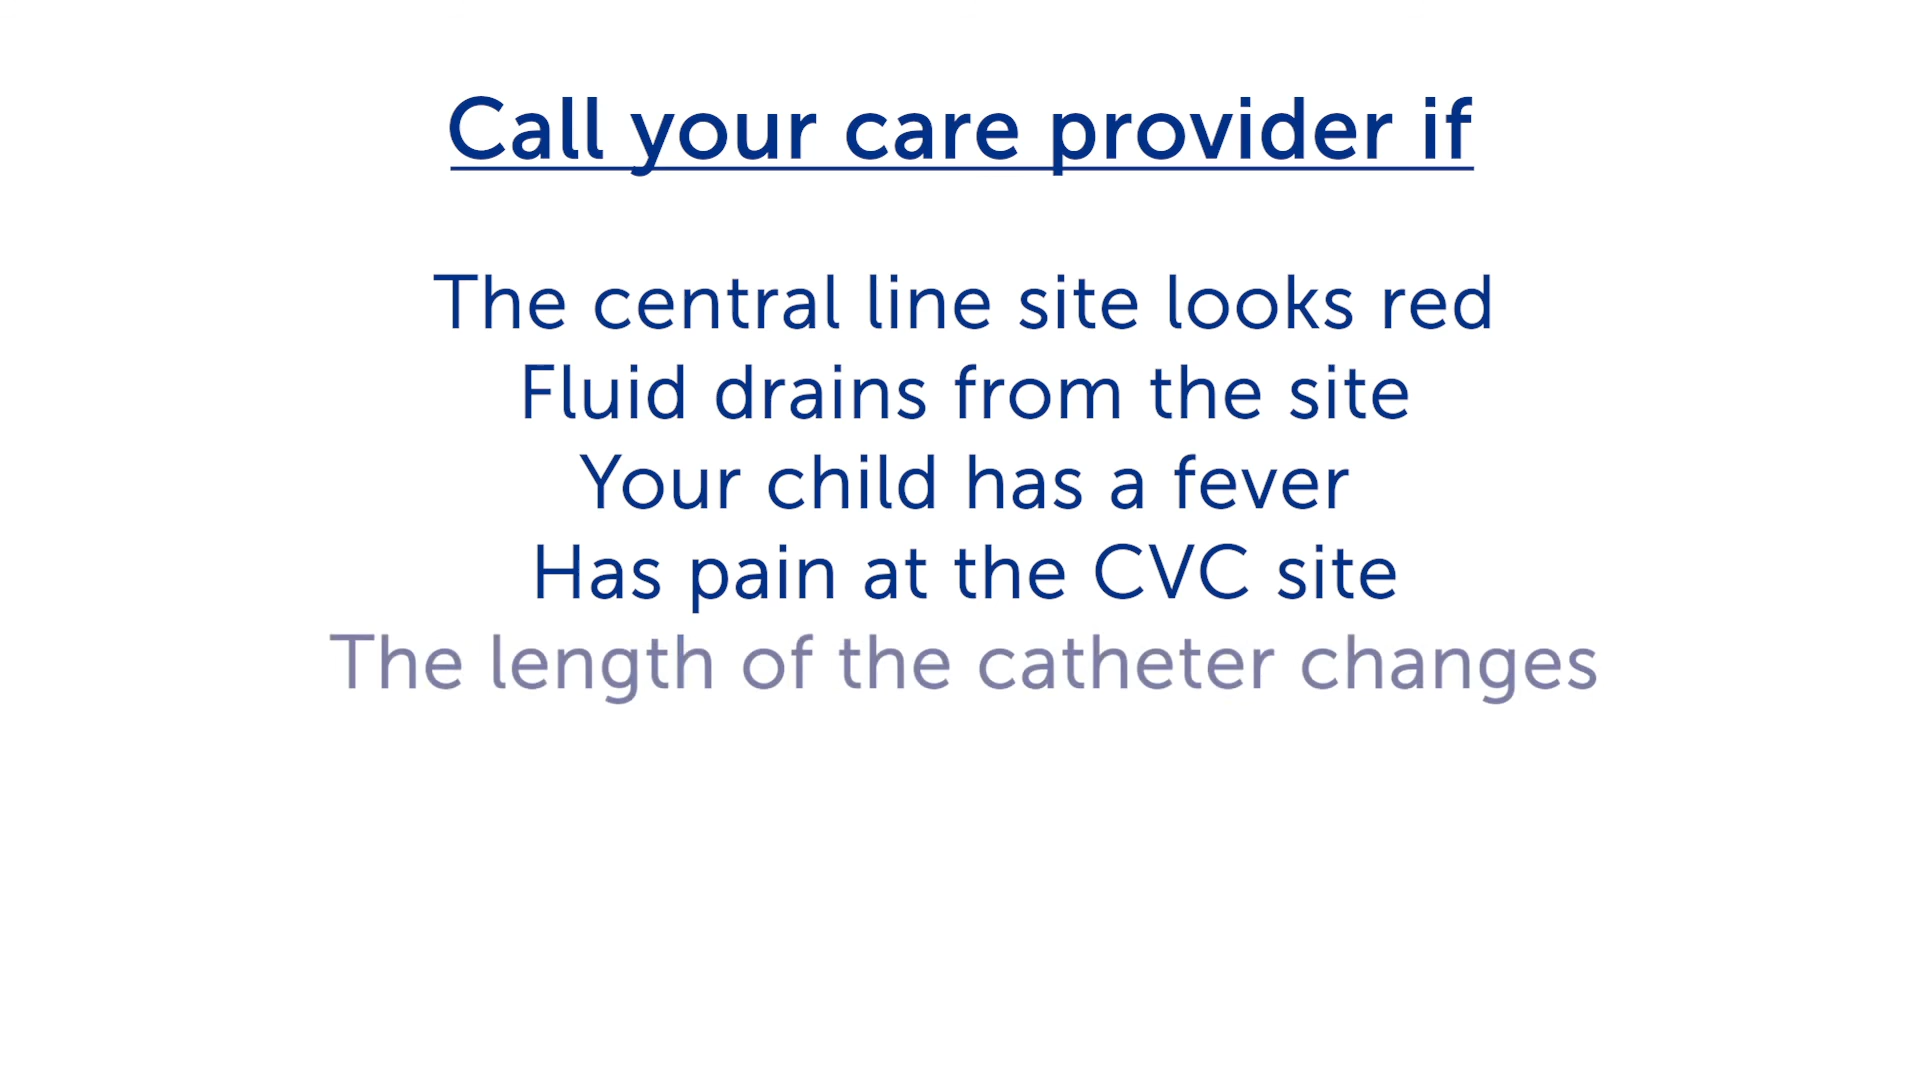 Call your care provider if
The central line site looks red
Fluid drains from the site
Your child has a fever
Has pain at the CVC site
The length of the catheter changes